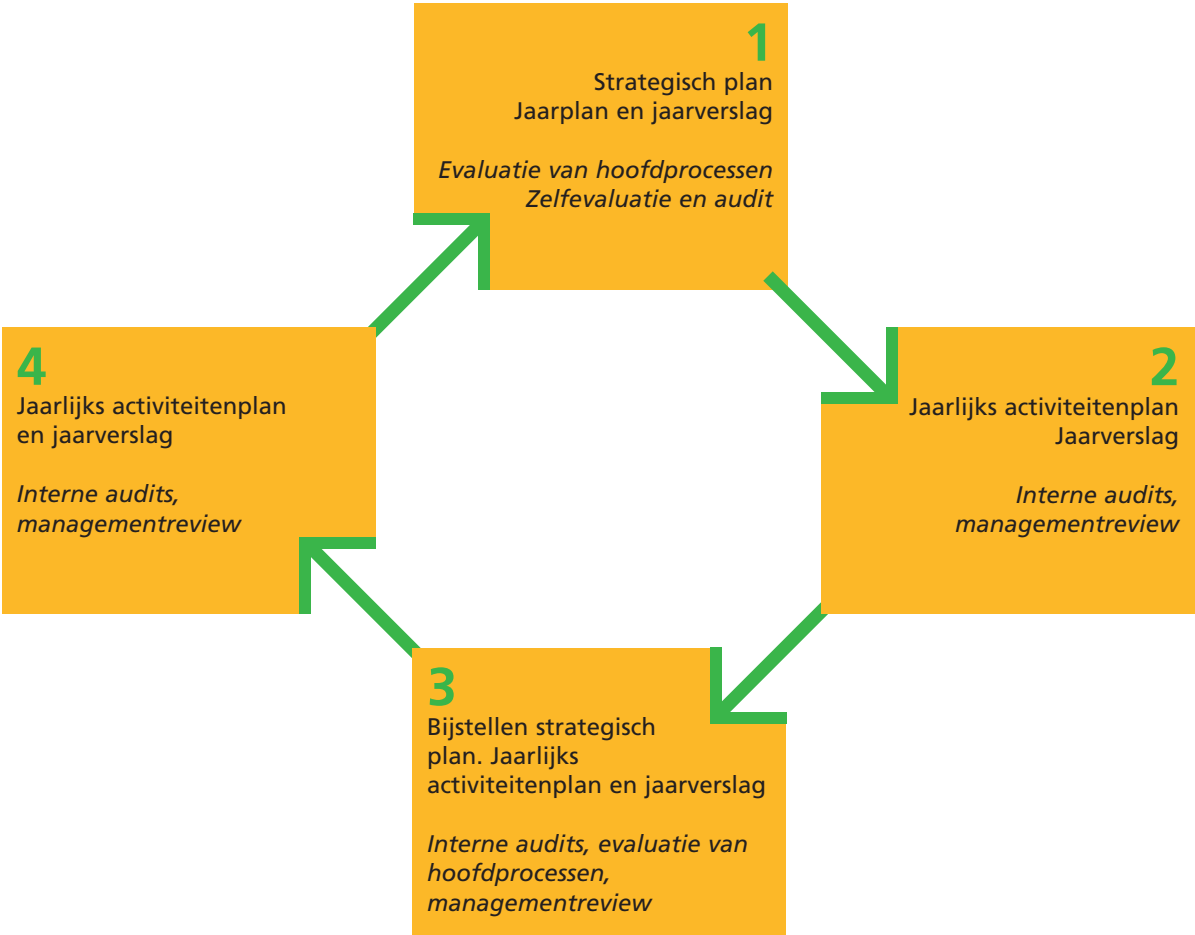 1
Strategisch plan
Jaarplan en jaarverslag
Evaluatie van hoofdprocessen
Zelfevaluatie en audit
2
Jaarlijks activiteitenplan
Jaarverslag
Interne audits,
managementreview
3
Bijstellen strategisch
plan. Jaarlijks
activiteitenplan en jaarverslag
Interne audits, evaluatie van
hoofdprocessen,
managementreview
4
Jaarlijks activiteitenplan
en jaarverslag
Interne audits,
managementreview